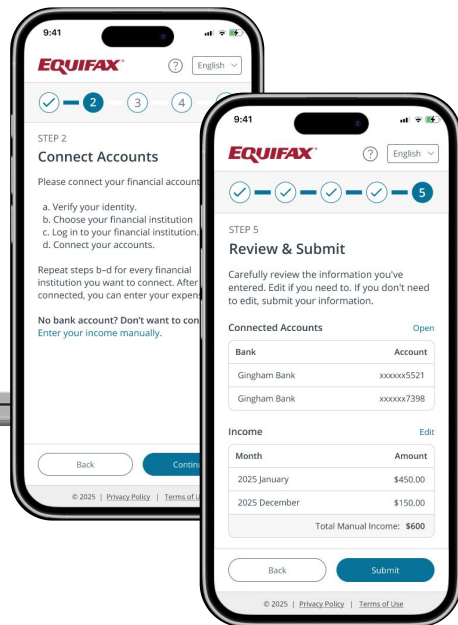 9:41
EQUIFAX®
? English
2 3 4
STEP 2
Connect Accounts
Please connect your financial account
a. Verify your identity.
b. Choose your financial institution
c. Log in to your financial institution.
d. Connect your accounts.
Repeat steps b–d for every financial
institution you want to connect. After
connected, you can enter your
No bank account? Don't want to
Enter your income manually.
Back
© 2025 | Privacy Policy | Terms of
9:41
EQUIFAX®
? English
5
STEP 5
Review & Submit
Carefully review the information you've
entered. Edit if you need to. If you don't need
to edit, submit your information.
Connected Accounts Open
Bank Account
Gingham Bank xxxxxx5521
Gingham Bank xxxxxx7398
Income Edit
Month Amount
2025 January $450.00
2025 December $150.00
Total Manual Income: $600
Back Submit
© 2025 | Privacy Policy | Terms of Use